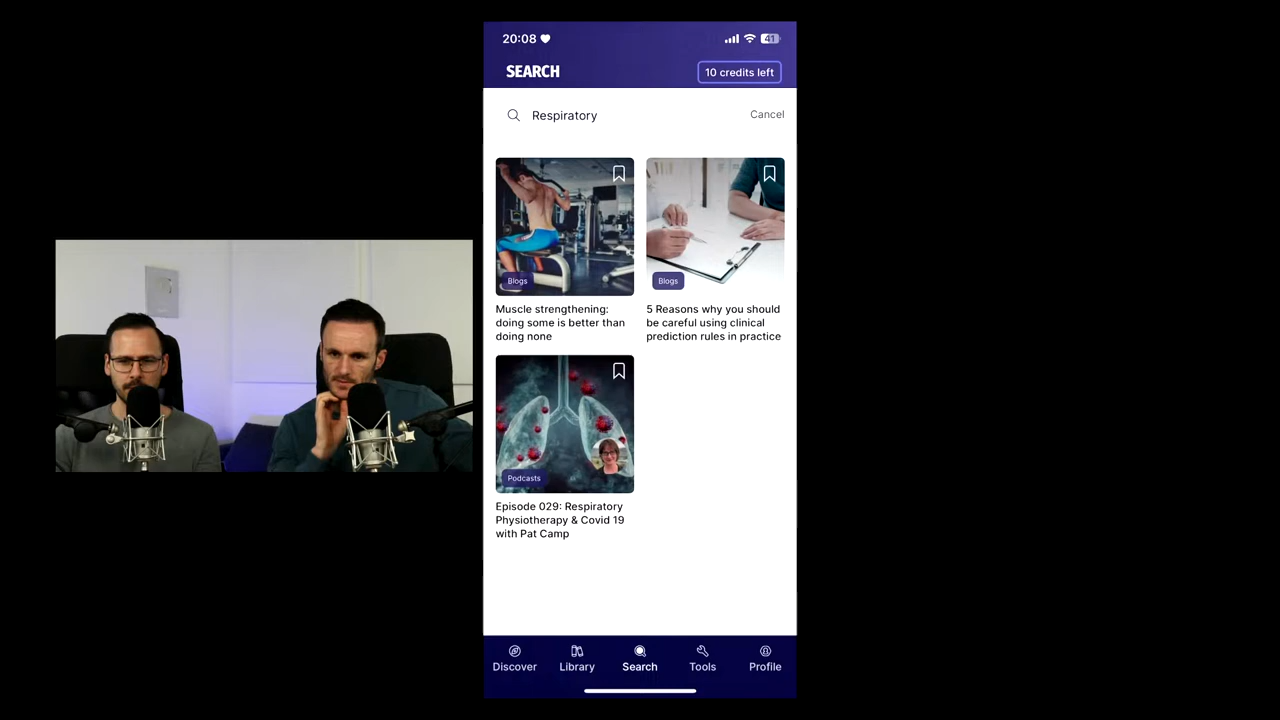 20:08
41
SEARCH
10 credits left
Respiratory
Cancel
Blogs
Muscle strengthening:
doing some is better than
doing none
Blogs
5 Reasons why you should
be careful using clinical
prediction rules in practice
Podcasts
Episode 029: Respiratory
Physiotherapy & Covid 19
with Pat Camp
Discover
Library
Search
Tools
Profile